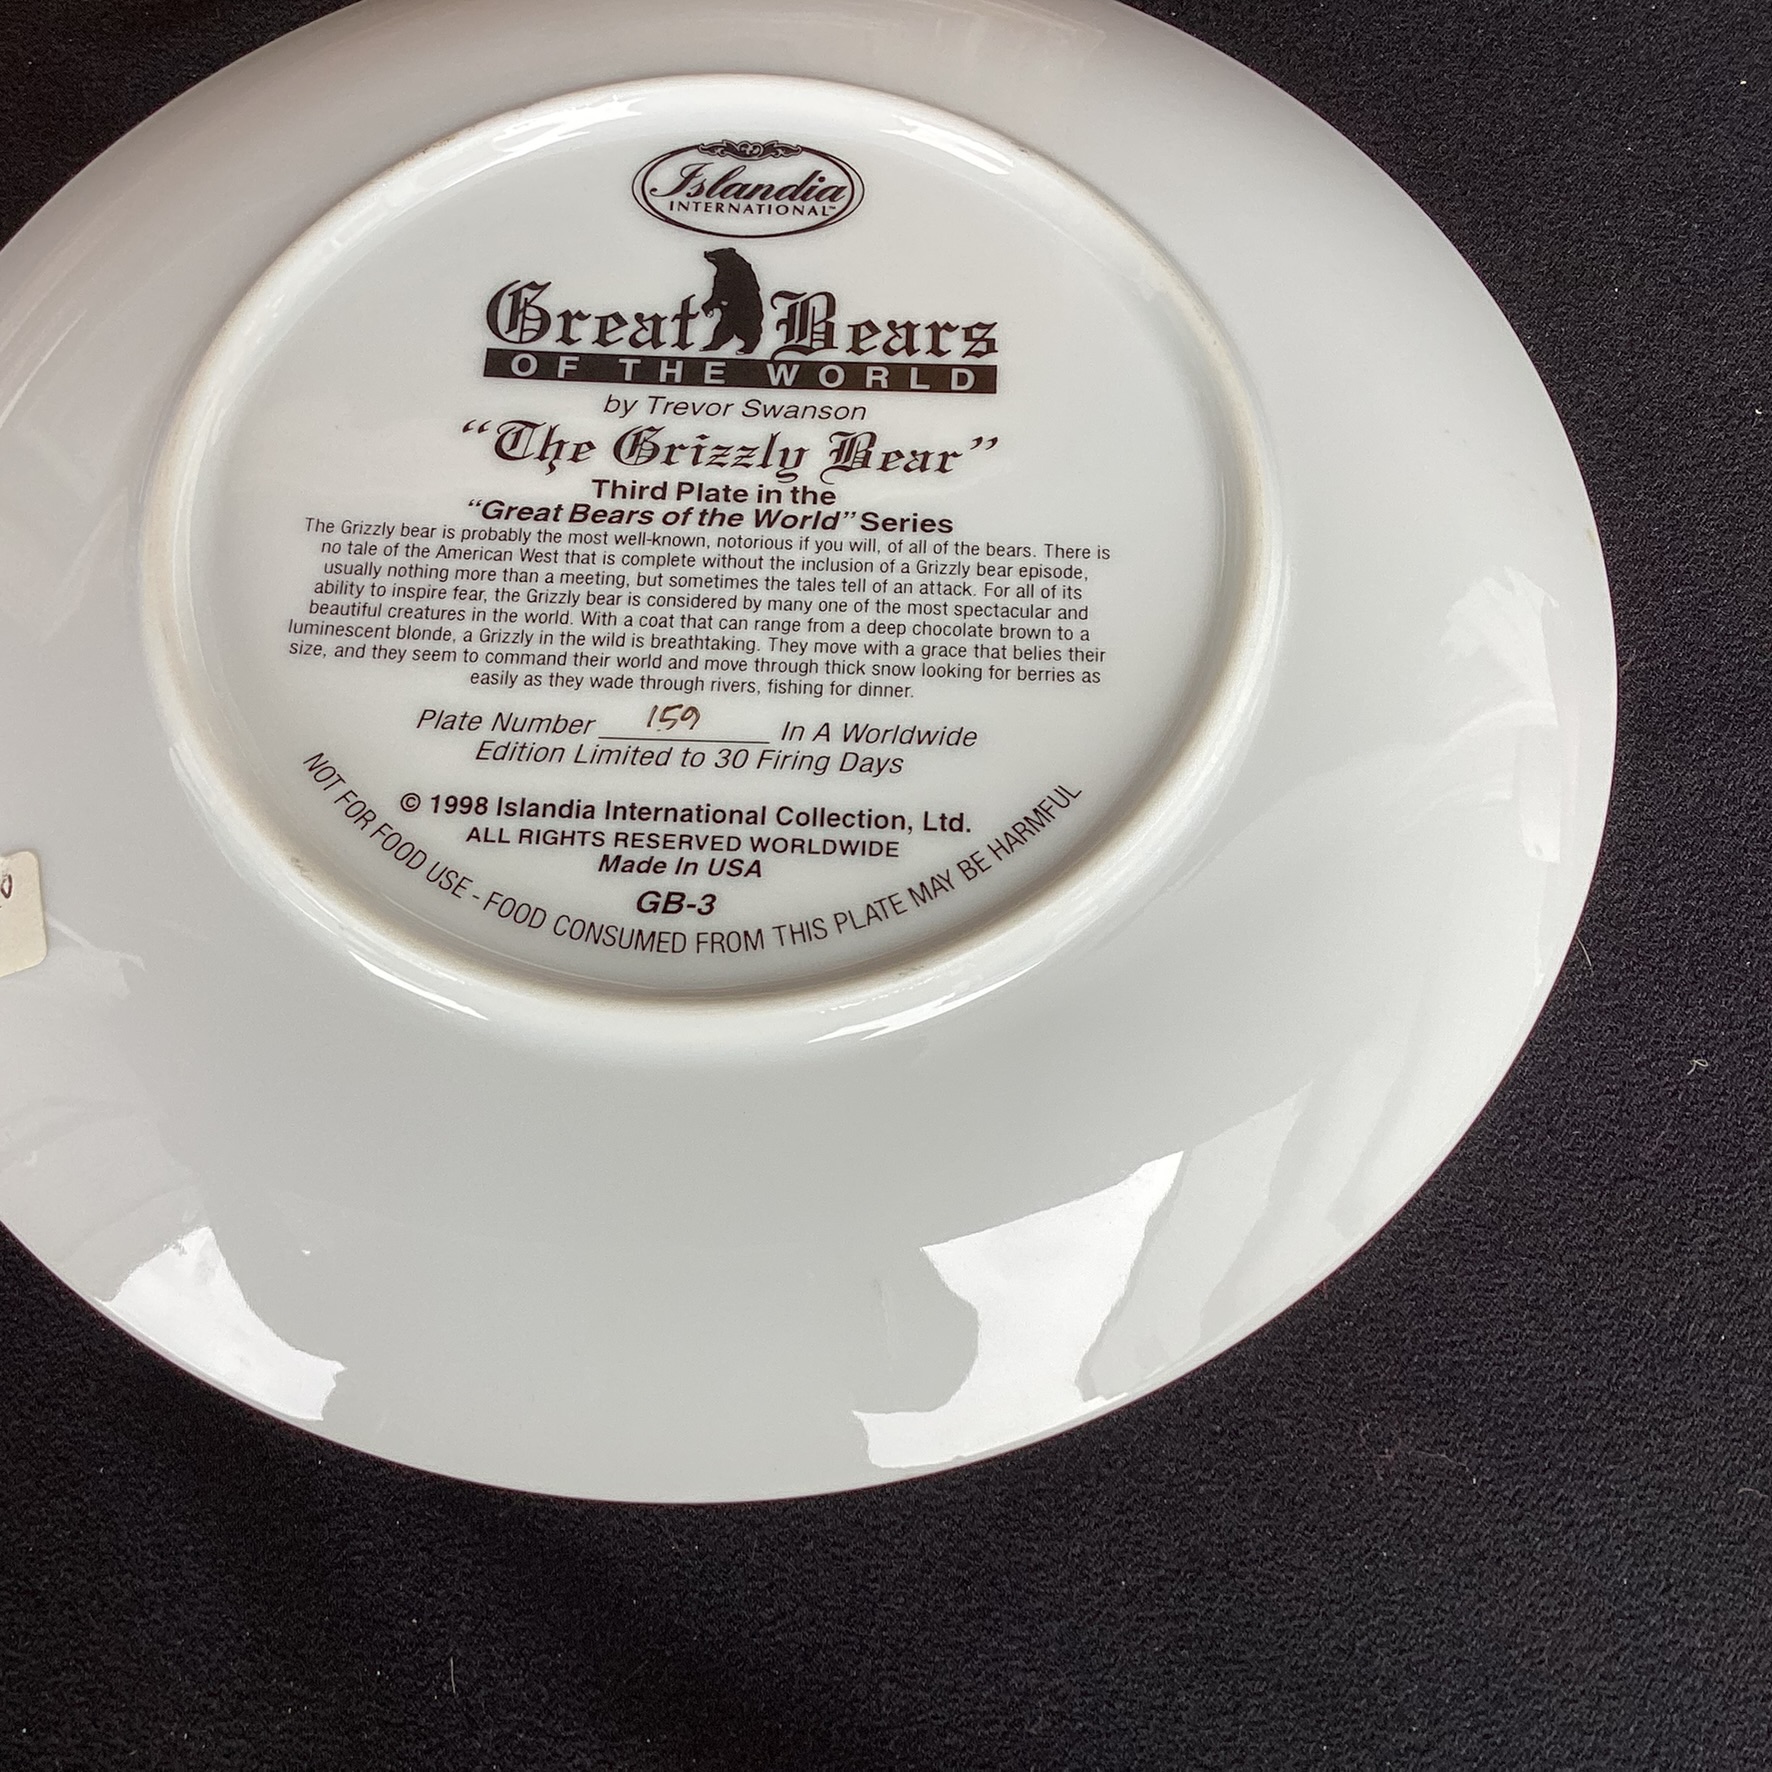 Islandia
INTERNATIONAL™
Great Bears
OF THE WORLD
by Trevor Swanson
“The Grizzly Bear”
Third Plate in the
“Great Bears of the World” Series
The Grizzly bear is probably the most well-known, notorious if you will, of all of the bears. There is
no tale of the American West that is complete without the inclusion of a Grizzly bear episode,
usually nothing more than a meeting, but sometimes the tales tell of an attack. For all of its
ability to inspire fear, the Grizzly bear is considered by many one of the most spectacular and
beautiful creatures in the world. With a coat that can range from a deep chocolate brown to a
luminescent blonde, a Grizzly in the wild is breathtaking. They move with a grace that belies their
size, and they seem to command their world and move through thick snow looking for berries as
easily as they wade through rivers, fishing for dinner.
Plate Number 159 In A Worldwide
Edition Limited to 30 Firing Days
© 1998 Islandia International Collection, Ltd.
ALL RIGHTS RESERVED WORLDWIDE
Made In USA
GB-3
NOT FOR FOOD USE - FOOD CONSUMED FROM THIS PLATE MAY BE HARMFUL